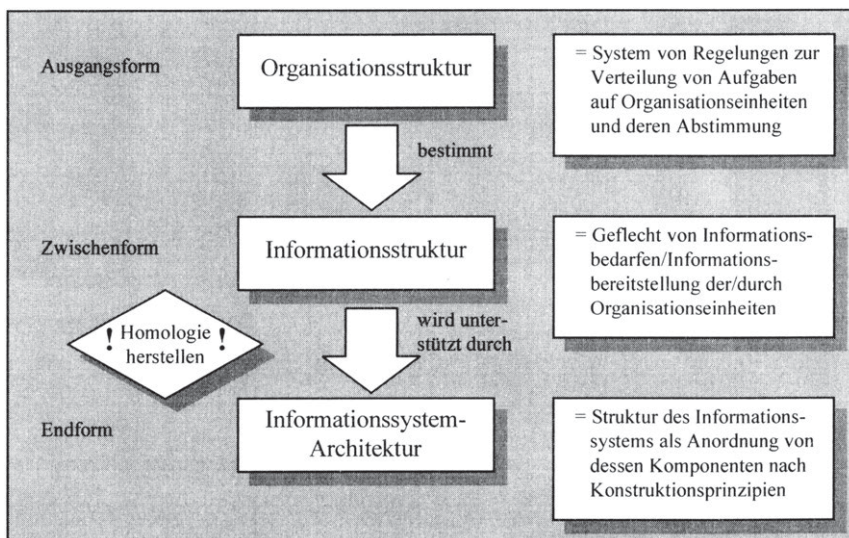 Ausgangsform
Organisationsstruktur
= System von Regelungen zur
Verteilung von Aufgaben
auf Organisationseinheiten
und deren Abstimmung
bestimmt
Zwischenform
Informationsstruktur
= Geflecht von Informations-
bedarfen/Informations-
bereitstellung der/durch
Organisationseinheiten
! Homologie !
herstellen
wird unter-
stützt durch
Endform
Informationssystem-
Architektur
= Struktur des Informations-
systems als Anordnung von
dessen Komponenten nach
Konstruktionsprinzipien